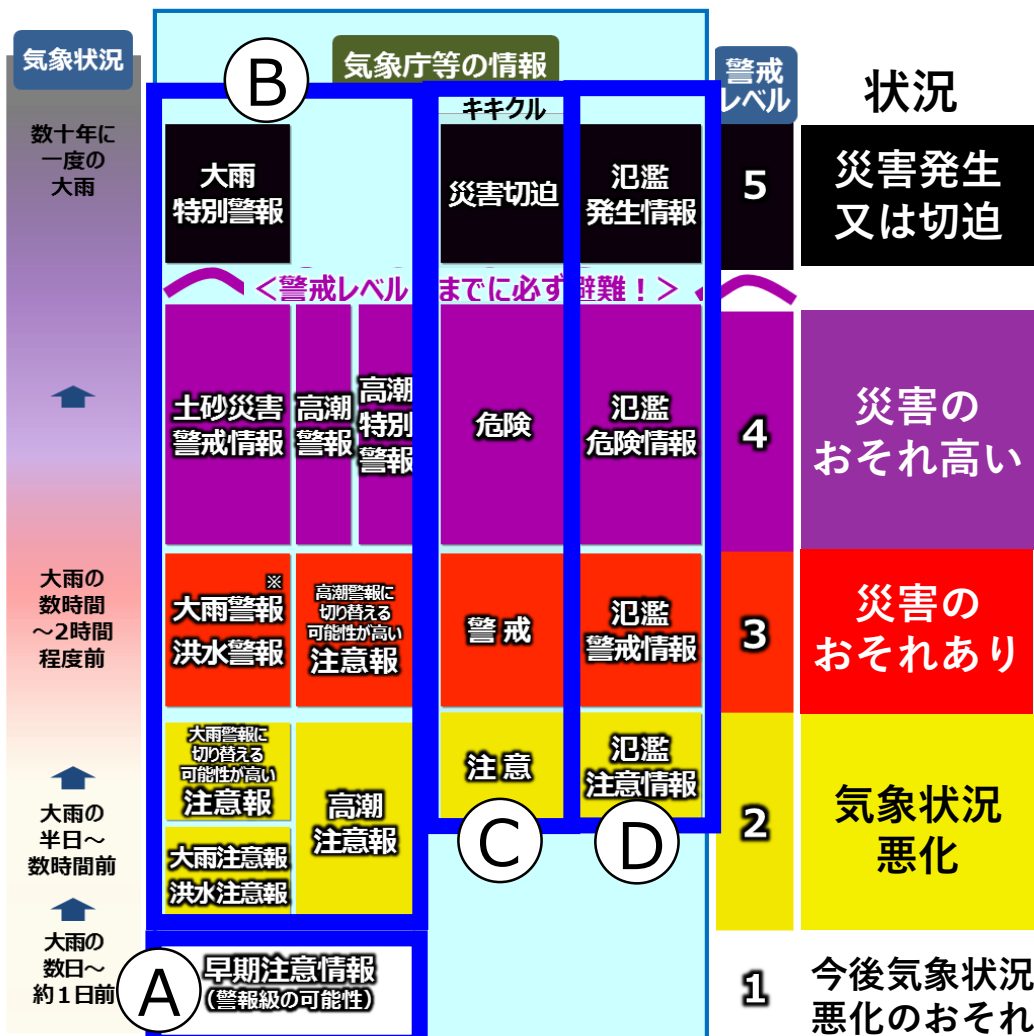 気象状況
気象庁等の情報
警戒
レベル
状況
B
キキクル
数十年に
一度の
大雨
大雨
特別警報
災害切迫
氾濫
発生情報
5
災害発生
又は切迫
<警戒レベル
までに必ず避難！>
土砂災害
警戒情報
高潮
警報
高潮
特別
警報
危険
氾濫
危険情報
4
災害の
おそれ高い
大雨の
数時間
～2時間
程度前
※
大雨警報
洪水警報
高潮警報に
切り替える
可能性が高い
注意報
警戒
氾濫
警戒情報
3
災害の
おそれあり
大雨の
半日～
数時間前
大雨警報に
切り替える
可能性が高い
注意報
大雨注意報
洪水注意報
高潮
注意報
注意
氾濫
注意情報
C
D
2
気象状況
悪化
大雨の
数日～
約１日前
A
早期注意情報
(警報級の可能性)
1
今後気象状況
悪化のおそれ